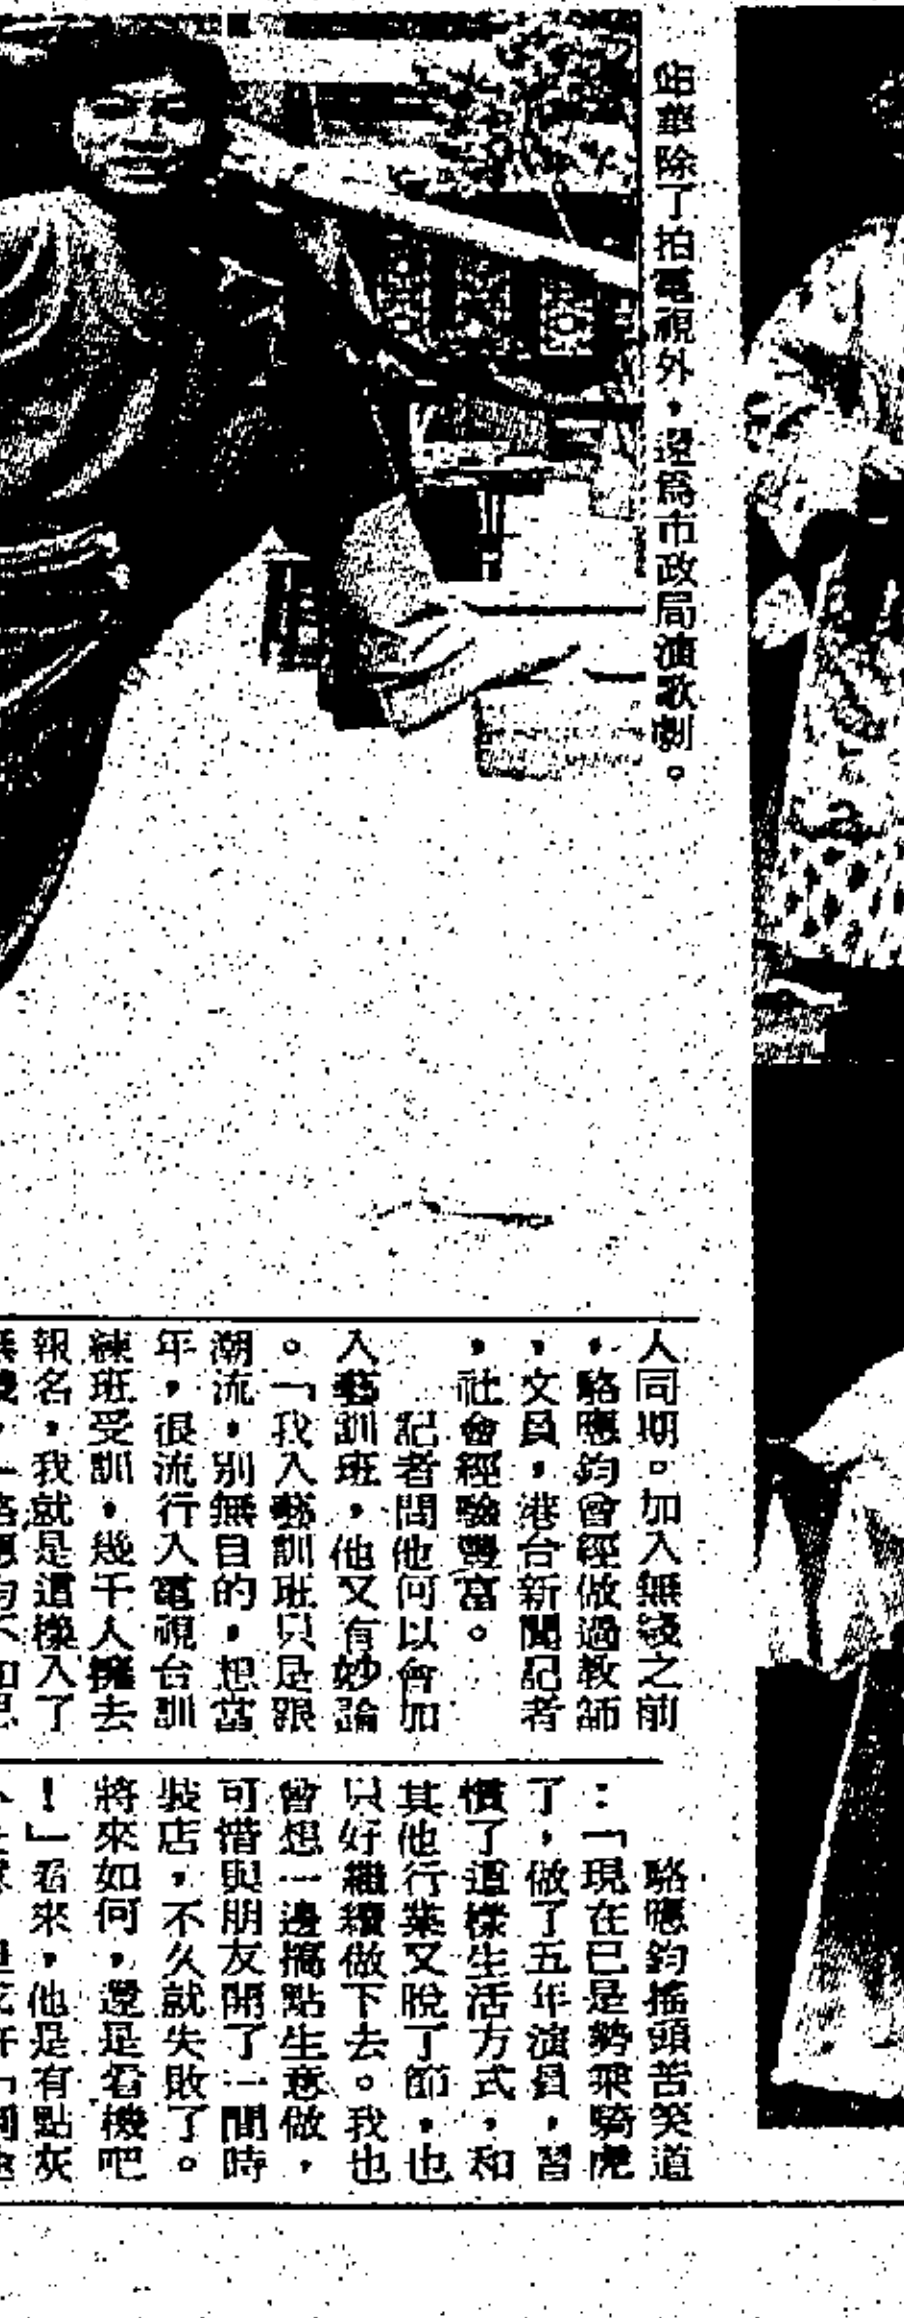 華除了拍電視外，還為市政局演歌劇。
人同期。加入無綫之前
，駱應鈞曾經做過教師
，文員，港台新聞記者
，社會經驗豐富。
記者問他何以會加
入藝訓班，他又有妙論
。「我入藝訓班只是跟
潮流，別無目的，想當
年，很流行入電視台訓
練班受訓，幾千人擁去
報名，我就是這樣入了
駱應鈞搖頭苦笑道
：「現在已是勢乘騎虎
了，做了五年演員，習
慣了這樣生活方式，和
其他行業又脫了節，也
只好繼續做下去。我也
曾想一邊搞點生意做，
可惜與朋友開了一間時
裝店，不久就失敗了。
將來如何，還是看機吧
！」看來，他是有點灰